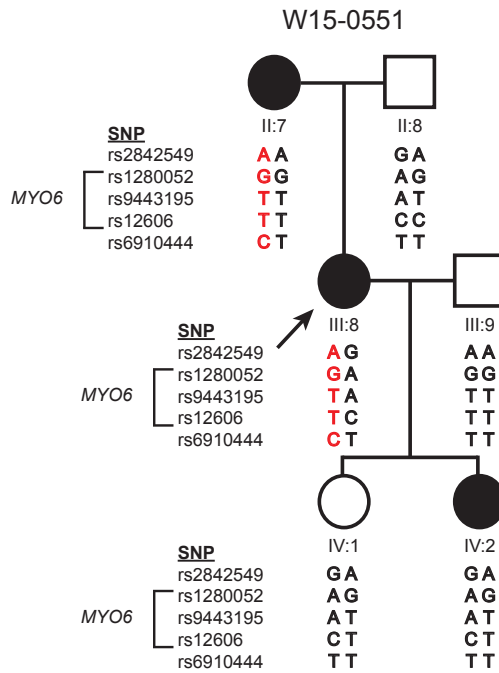 W15-0551
II:7 II:8
SNP
rs2842549 A A G A
MYO6 rs1280052 G G A G
rs9443195 T T A T
rs12606 T T C C
rs6910444 C T T T
III:8 III:9
SNP
rs2842549 A G A A
MYO6 rs1280052 G A G G
rs9443195 T A T T
rs12606 T C T T
rs6910444 C T T T
IV:1 IV:2
SNP
rs2842549 G A G A
MYO6 rs1280052 A G A G
rs9443195 A T A T
rs12606 C T C T
rs6910444 T T T T